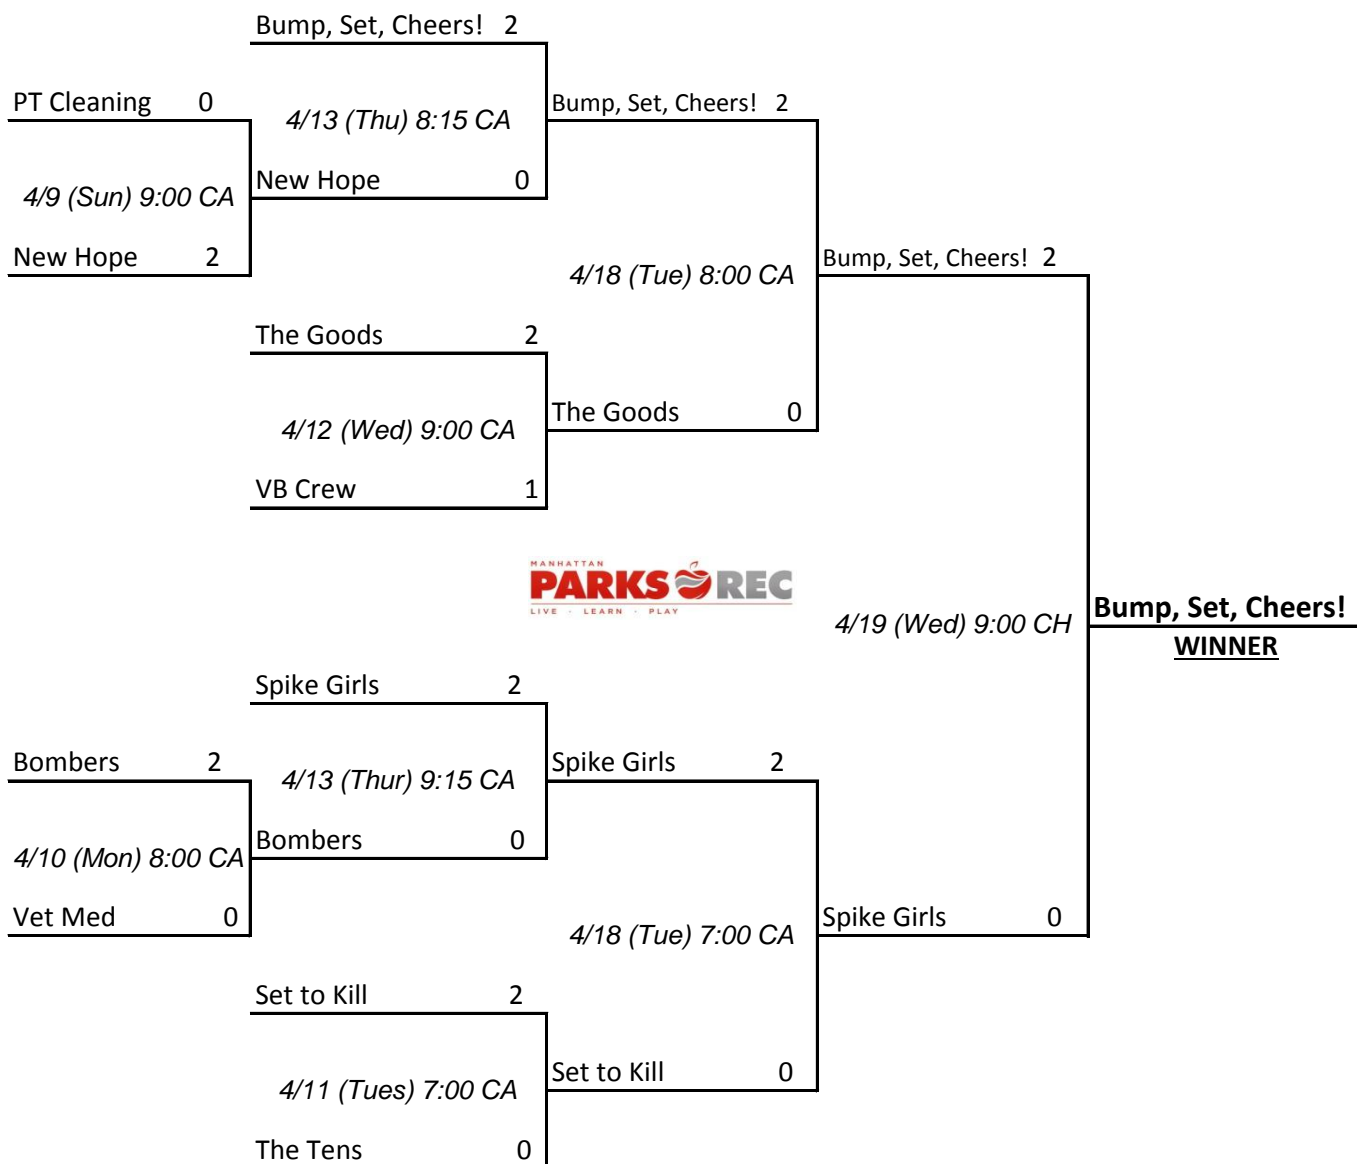 Bump, Set, Cheers! 2
PT Cleaning 0
4/13 (Thu) 8:15 CA
Bump, Set, Cheers! 2
4/9 (Sun) 9:00 CA
New Hope 0
New Hope 2
4/18 (Tue) 8:00 CA
Bump, Set, Cheers! 2
The Goods 2
4/12 (Wed) 9:00 CA
The Goods 0
VB Crew 1
MANHATTAN
PARKS REC
LIVE - LEARN - PLAY
4/19 (Wed) 9:00 CH
Bump, Set, Cheers!
WINNER
Spike Girls 2
Bombers 2
4/13 (Thur) 9:15 CA
Spike Girls 2
Bombers 0
4/10 (Mon) 8:00 CA
Vet Med 0
4/18 (Tue) 7:00 CA
Spike Girls 0
Set to Kill 2
4/11 (Tues) 7:00 CA
Set to Kill 0
The Tens 0